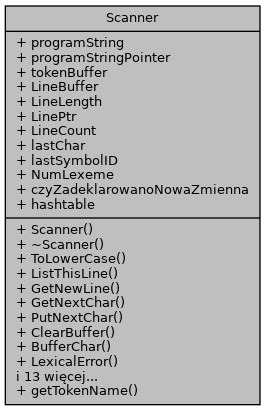 Scanner
+ programString
+ programStringPointer
+ tokenBuffer
+ LineBuffer
+ LineLength
+ LinePtr
+ LineCount
+ lastChar
+ lastSymbolID
+ NumLexeme
+ czyZadeklarowanoNowaZmienna
+ hashtable
+ Scanner()
+ ~Scanner()
+ ToLowerCase()
+ ListThisLine()
+ GetNewLine()
+ GetNextChar()
+ PutNextChar()
+ ClearBuffer()
+ BufferChar()
+ LexicalError()
i 13 więcej...
+ getTokenName()